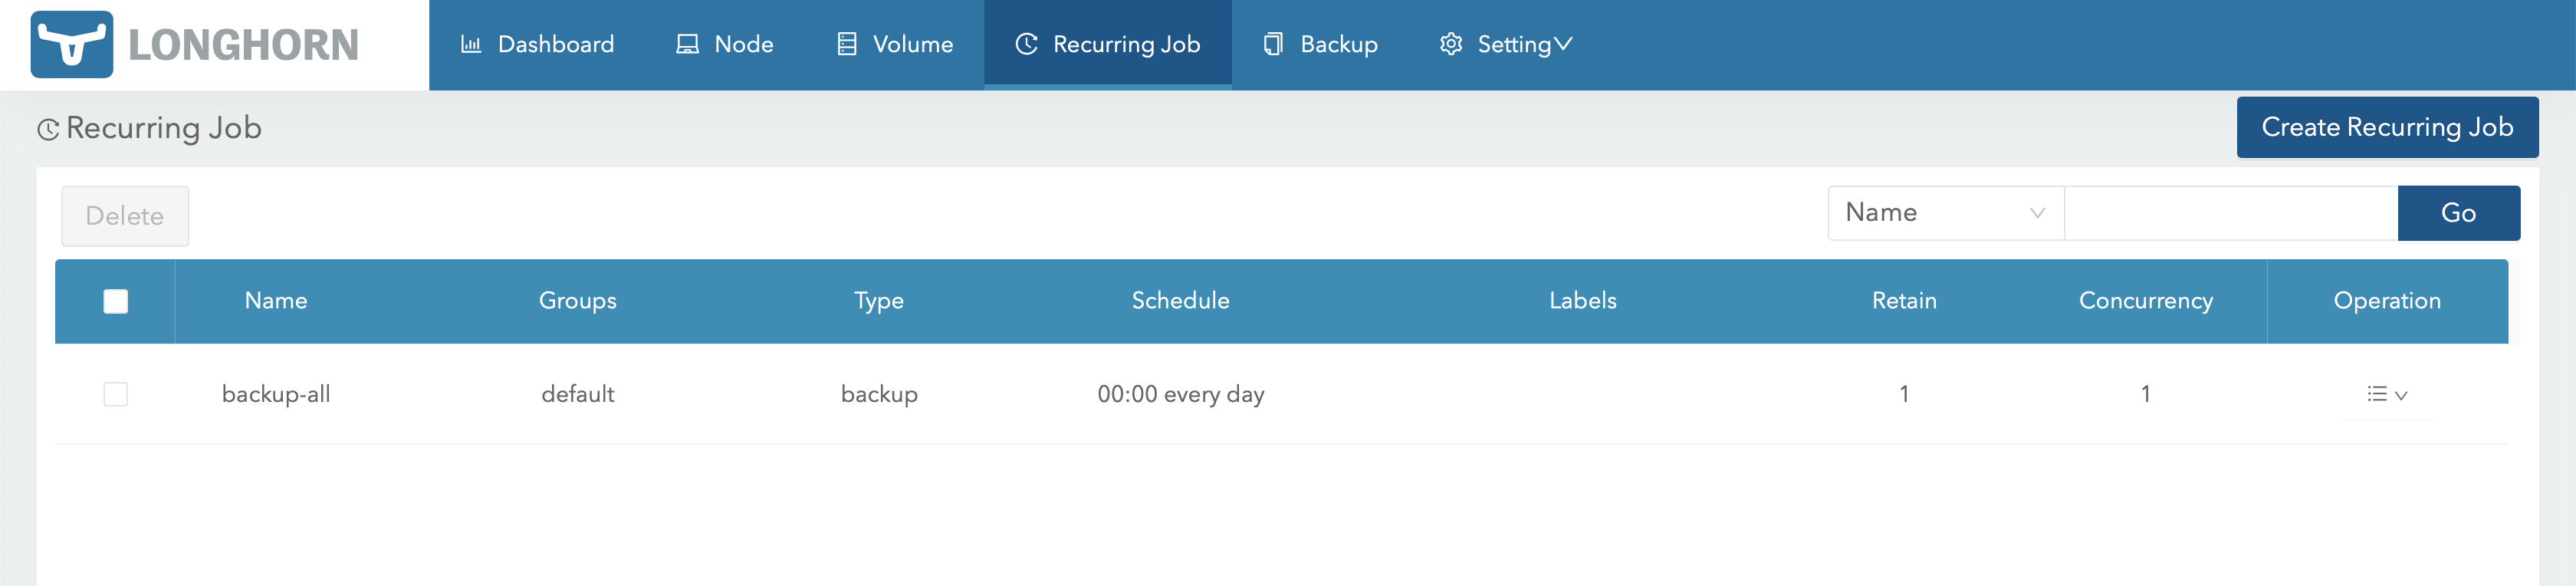 LONGHORN Dashboard Node Volume Recurring Job Backup Setting
Recurring Job Create Recurring Job
Delete Name Go
Name Groups Type Schedule Labels Retain Concurrency Operation
backup-all default backup 00:00 every day 1 1